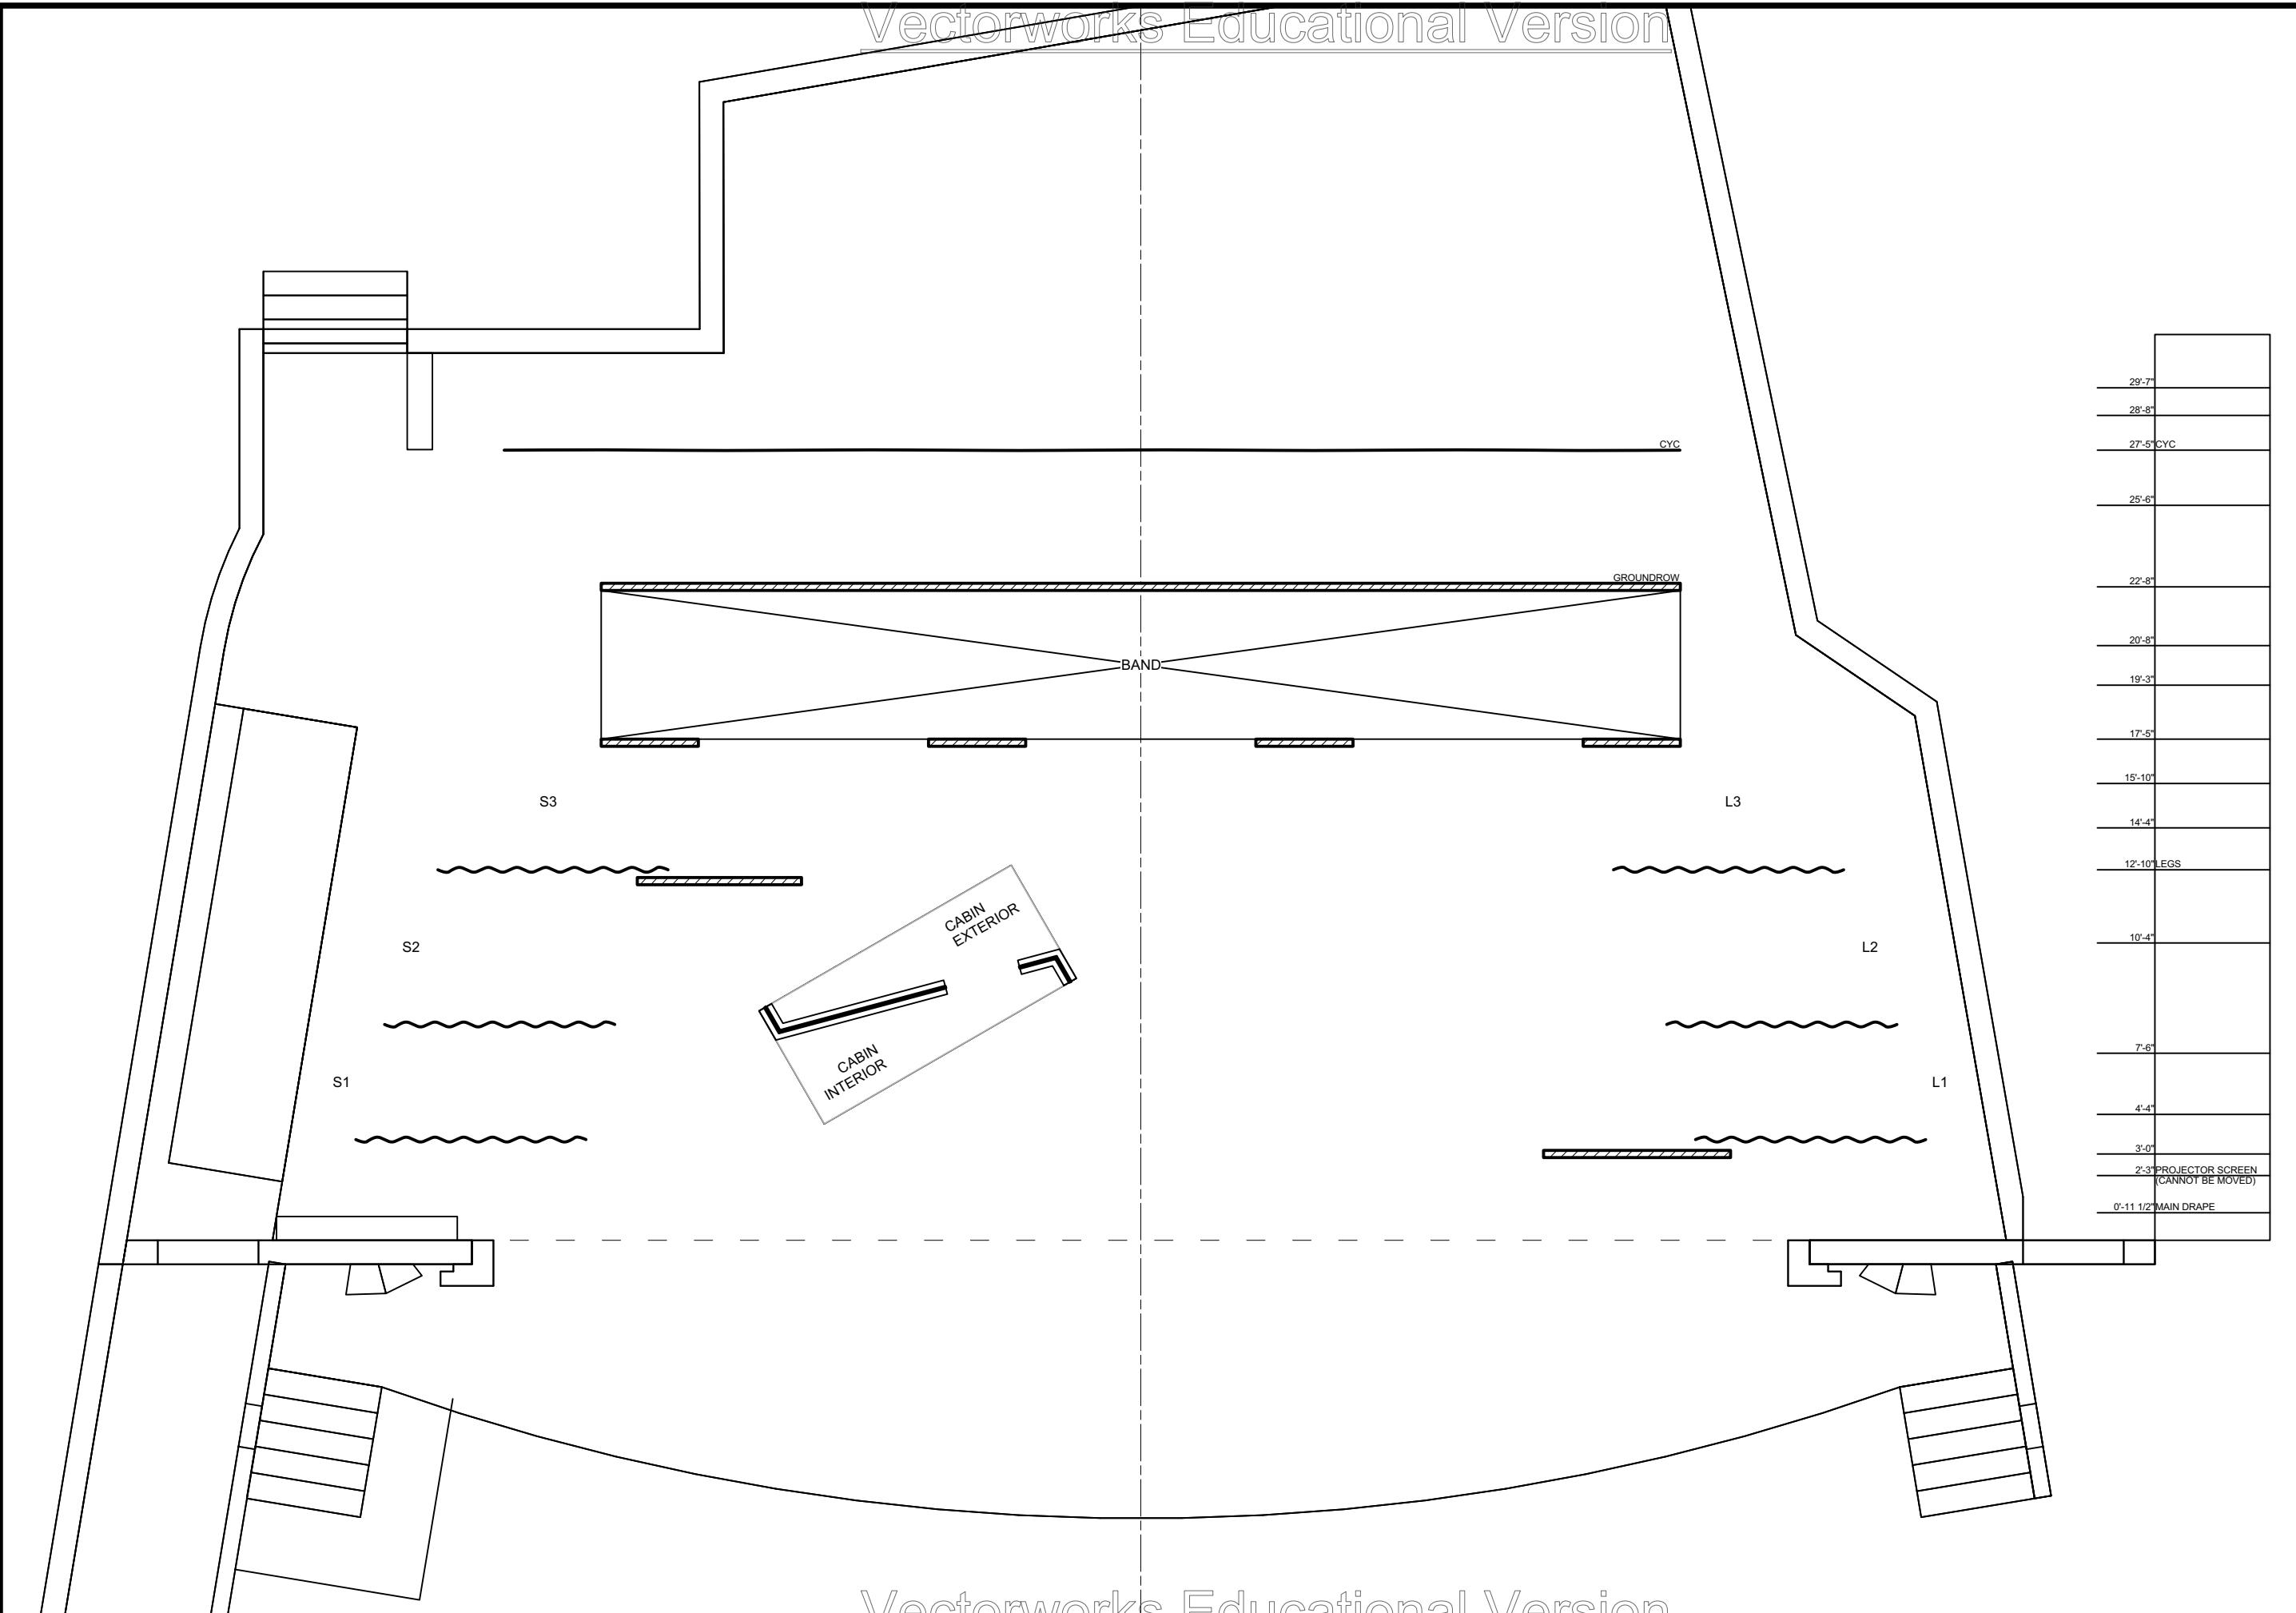 Vectorworks Educational Version
29'-7"
28'-8"
CYC
27'-5" CYC
25'-6"
GROUNDROW
22'-8"
20'-8"
BAND
19'-3"
17'-5"
15'-10"
S3
L3
14'-4"
12'-10" LEGS
CABIN
EXTERIOR
10'-4"
S2
L2
7'-6"
CABIN
INTERIOR
S1
L1
4'-4"
3'-0"
2'-3" PROJECTOR SCREEN
(CANNOT BE MOVED)
0'-11 1/2" MAIN DRAPE
Vectorworks Educational Version